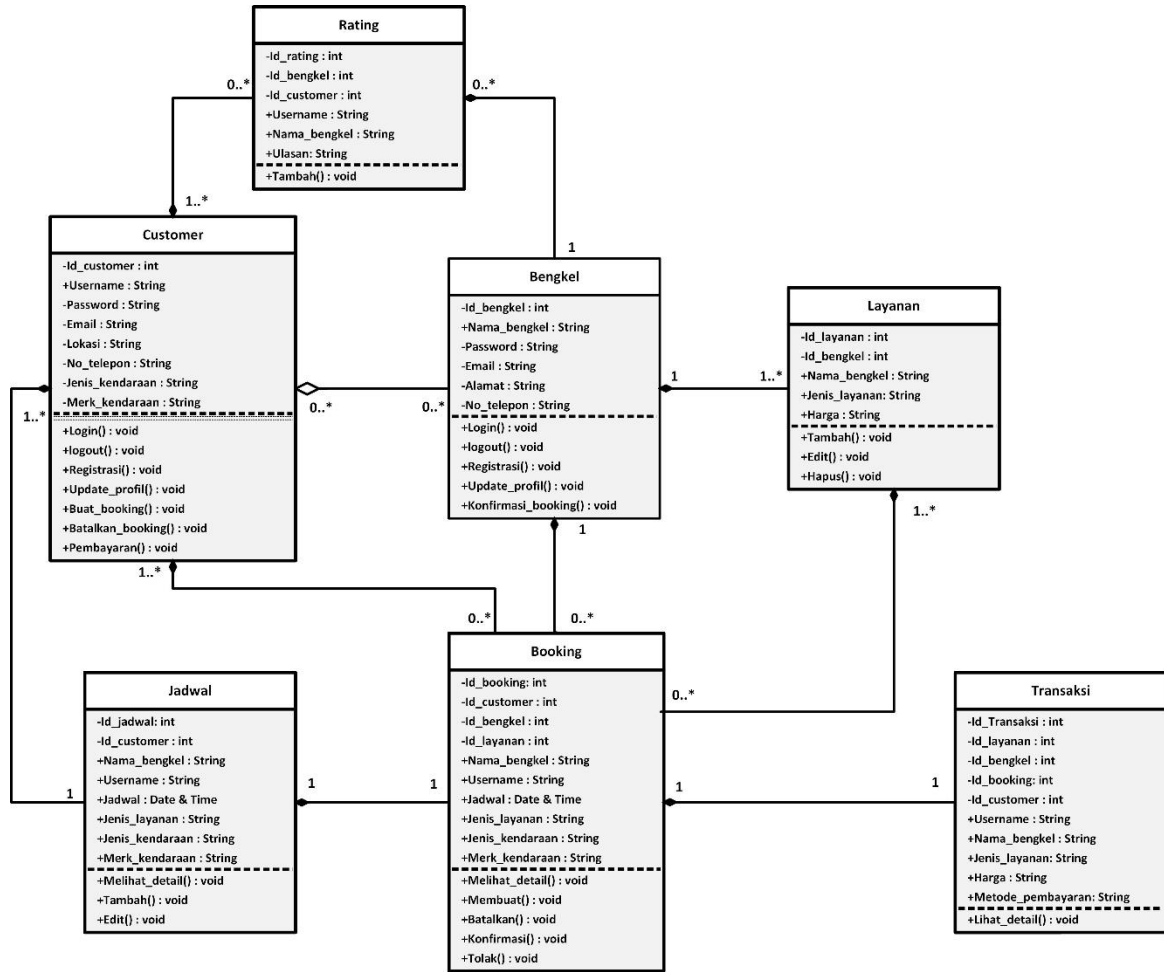 Rating
-Id_rating : int
-Id_bengkel : int
-Id_customer : int
+Username : String
+Nama_bengkel : String
+Ulasan: String
+Tambah() : void
0..*
0..*
1..*
1
Customer
-Id_customer : int
+Username : String
-Password : String
-Email : String
-Lokasi : String
-No_telepon : String
-Jenis_kendaraan : String
-Merk_kendaraan : String
+Login() : void
+logout() : void
+Registrasi() : void
+Update_profil() : void
+Buat_booking() : void
+Batalkan_booking() : void
+Pembayaran() : void
1..*
0..*
0..*
Bengkel
-Id_bengkel : int
+Nama_bengkel : String
-Password : String
-Email : String
-Alamat : String
-No_telepon : String
+Login() : void
+logout() : void
+Registrasi() : void
+Update_profil() : void
+Konfirmasi_booking() : void
1
1..*
Layanan
-Id_layanan : int
-Id_bengkel : int
+Nama_bengkel : String
+Jenis_layanan: String
+Harga : String
+Tambah() : void
+Edit() : void
+Hapus() : void
1..*
1
1..*
0..*
0..*
0..*
Jadwal
-Id_jadwal: int
-Id_customer : int
+Nama_bengkel : String
+Username : String
+Jadwal : Date & Time
+Jenis_layanan : String
+Jenis_kendaraan : String
+Merk_kendaraan : String
+Melihat_detail() : void
+Tambah() : void
+Edit() : void
1
1
1
Booking
-Id_booking: int
-Id_customer : int
-Id_bengkel : int
-Id_layanan : int
+Nama_bengkel : String
+Username : String
+Jadwal : Date & Time
+Jenis_layanan : String
+Jenis_kendaraan : String
+Merk_kendaraan : String
+Melihat_detail() : void
+Membuat() : void
+Batalkan() : void
+Konfirmasi() : void
+Tolak() : void
1
1
Transaksi
-Id_Transaksi : int
-Id_layanan : int
-Id_bengkel : int
-Id_booking: int
-Id_customer : int
+Username : String
+Nama_bengkel : String
+Jenis_layanan: String
+Harga : String
+Metode_pembayaran: String
+Lihat_detail() : void